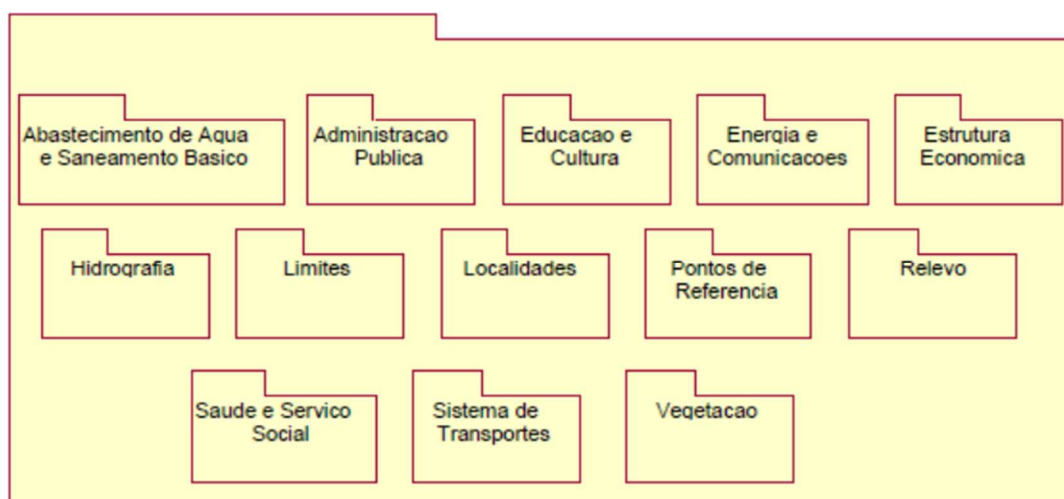 Abastecimento de Agua
e Saneamento Basico
Administracao
Publica
Educacao e
Cultura
Energia e
Comunicacoes
Estrutura
Economica
Hidrografia
Limites
Localidades
Pontos de
Referencia
Relevo
Saude e Servico
Social
Sistema de
Transportes
Vegetacao